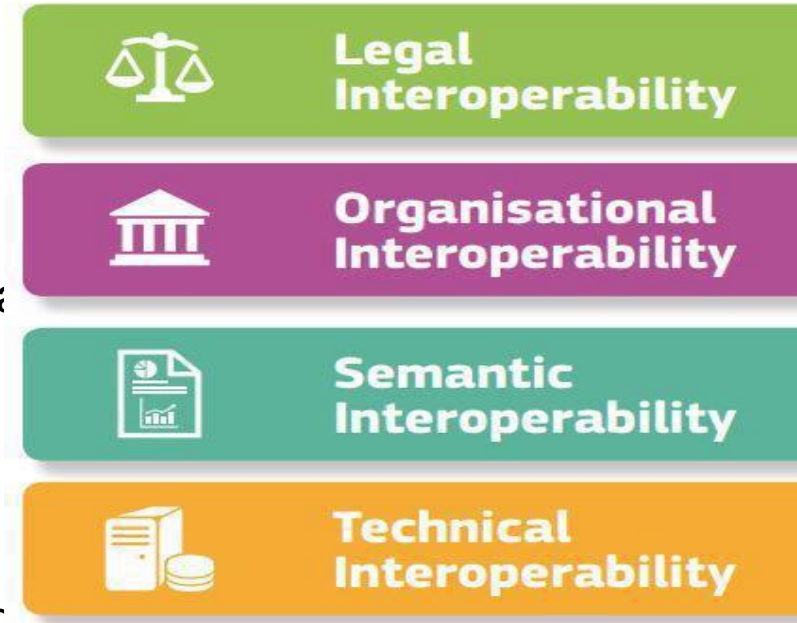 Legal
Interoperability
Organisational
Interoperability
Semantic
Interoperability
Technical
Interoperability